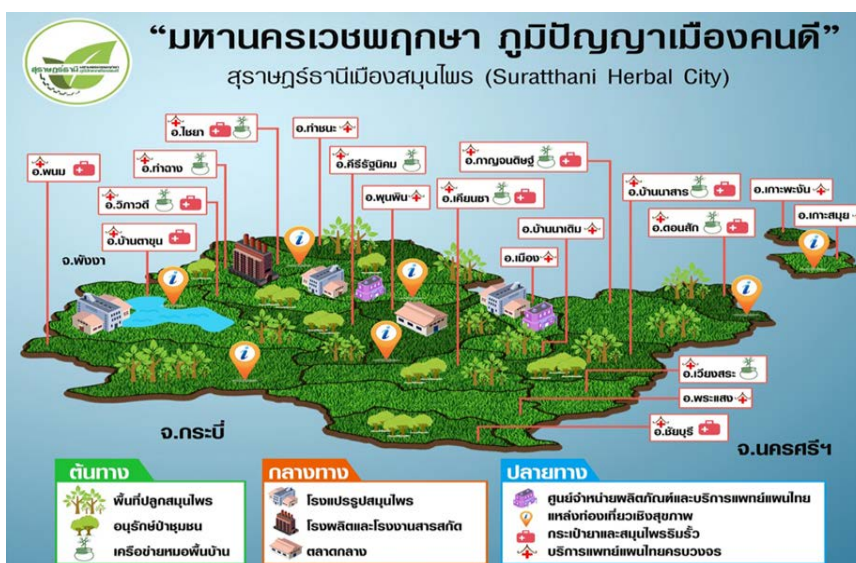 "มหานครเวชพฤกษา ภูมิปัญญาเมืองคนดี"
สุราษฎร์ธานีเมืองสมุนไพร (Suratthani Herbal City)
สุราษฎร์ธานี
อ.ไชยา
อ.ท่าชนะ
อ.พนม
อ.ท่าฉาง
อ.คีรีรัฐนิคม
อ.กาญจนดิษฐ์
อ.วิภาวดี
อ.พุนพิน
อ.เคียนซา
อ.บ้านนาสาร
อ.เกาะพะงัน
อ.บ้านตาขุน
อ.บ้านนาเดิม
อ.ดอนสัก
อ.เกาะสมุย
จ.พังงา
อ.เมือง
อ.เวียงสระ
อ.พระแสง
อ.ชัยบุรี
จ.กระบี่
จ.นครศรีฯ
ต้นทาง
พื้นที่ปลูกสมุนไพร
อนุรักษ์ป่าชุมชน
เครือข่ายหมอพื้นบ้าน
กลางทาง
โรงแปรรูปสมุนไพร
โรงผลิตและโรงงานสารสกัด
ตลาดกลาง
ปลายทาง
ศูนย์จำหน่ายผลิตภัณฑ์และบริการแพทย์แผนไทย
แหล่งท่องเที่ยวเชิงสุขภาพ
กระเป๋ายาและสมุนไพรริมรั้ว
บริการแพทย์แผนไทยครบวงจร